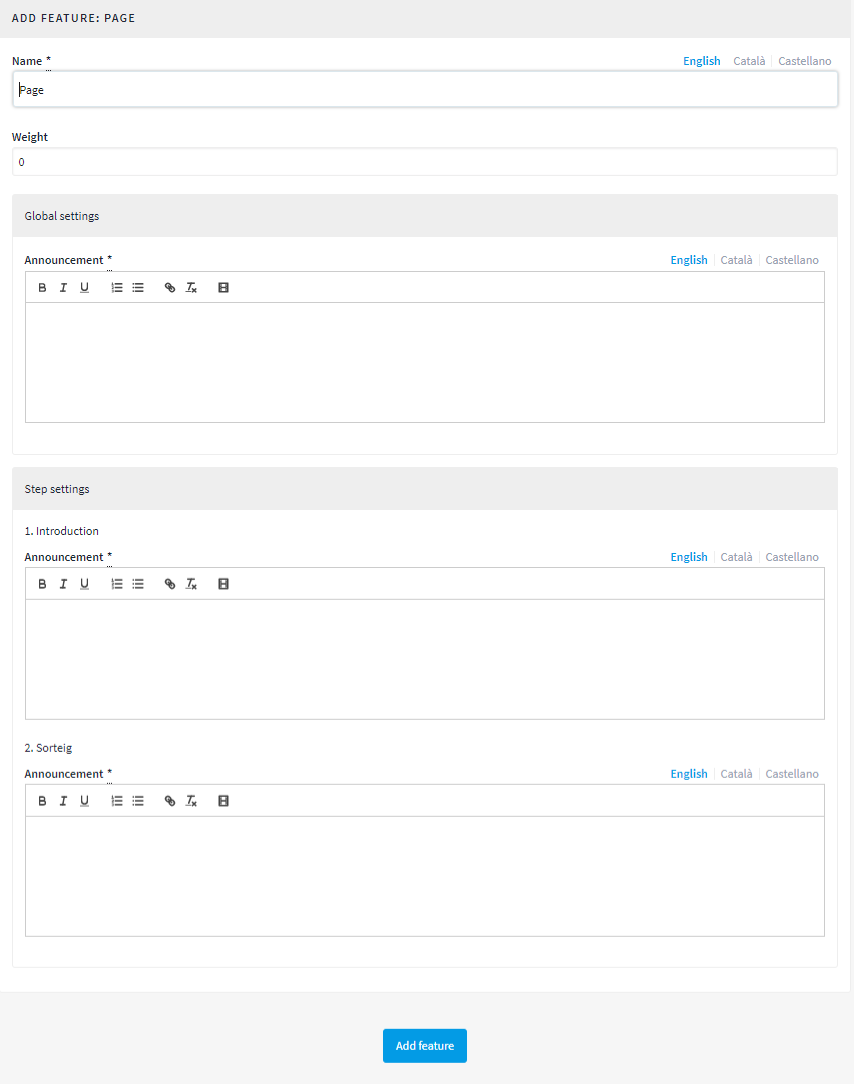 ADD FEATURE: PAGE
Name * English Català Castellano
Page
Weight
0
Global settings
Announcement * English Català Castellano
B I U
Step settings
1. Introduction
Announcement * English Català Castellano
B I U
2. Sorteig
Announcement * English Català Castellano
B I U
Add feature